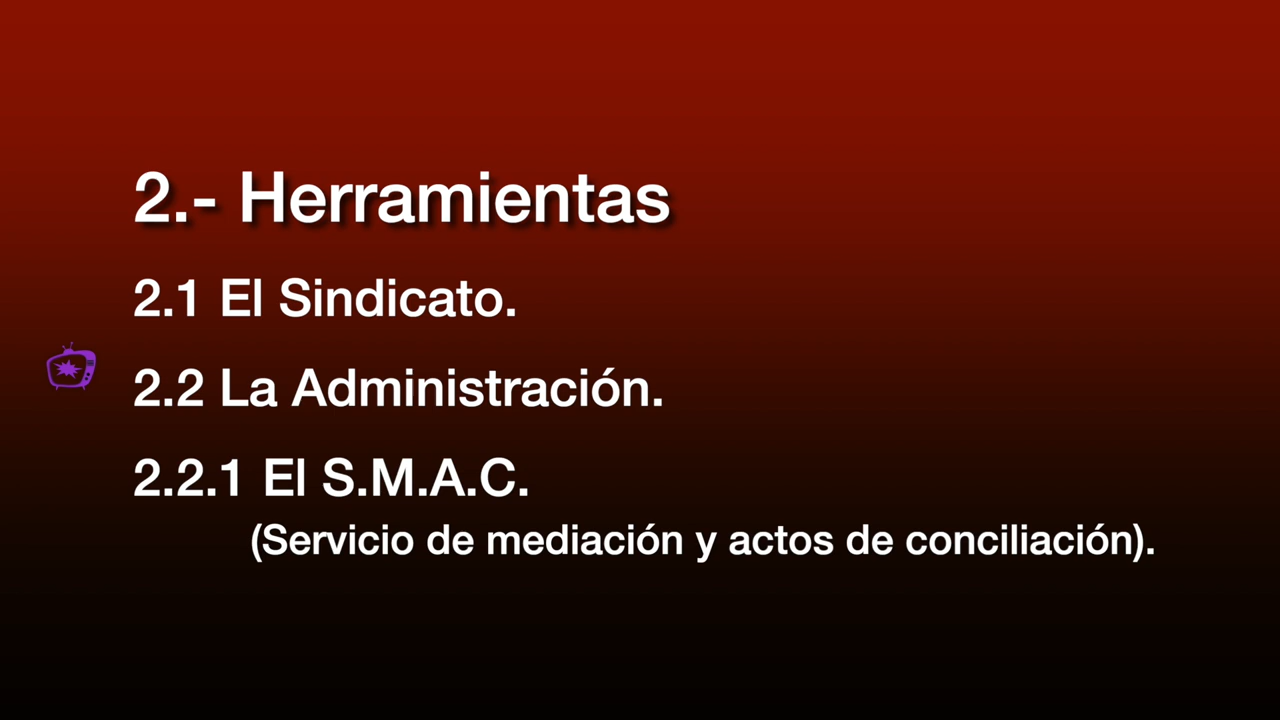 2.- Herramientas
2.1 El Sindicato.
2.2 La Administración.
2.2.1 El S.M.A.C.
(Servicio de mediación y actos de conciliación).